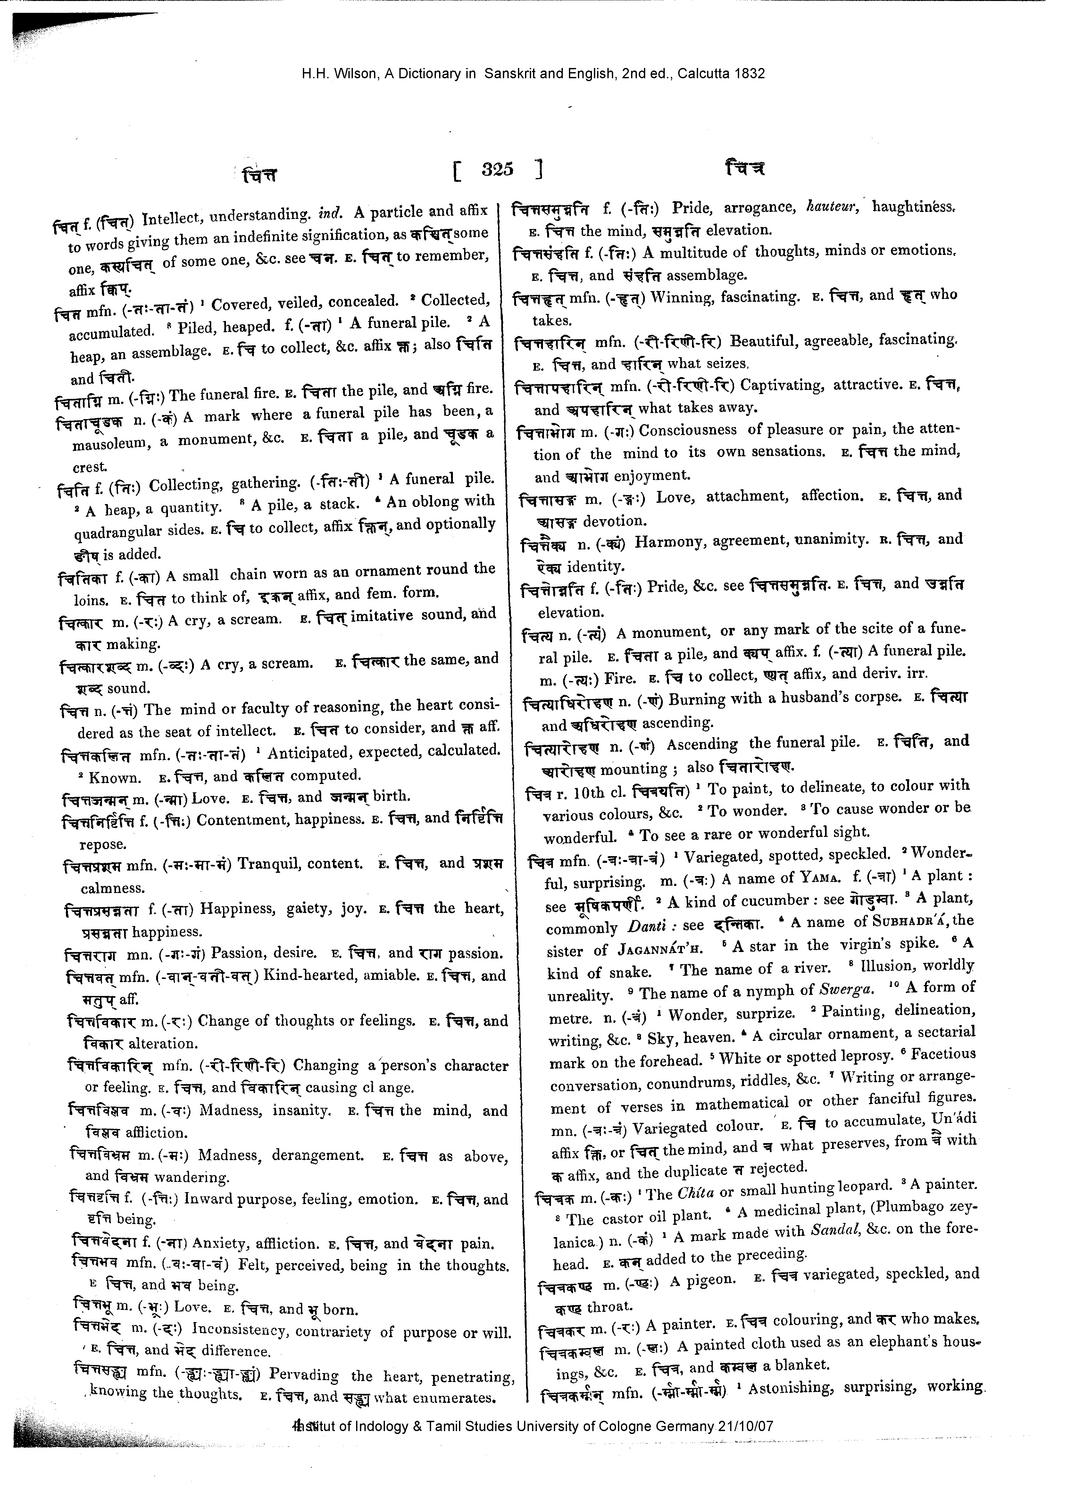 H.H. Wilson, A Dictionary in Sanskrit and English, 2nd ed., Calcutta 1832
चित्त
[ 325 ]
चित्र
चित् f. (चित्) Intellect, understanding. ind. A particle and affix
to words giving them an indefinite signification, as कश्चित् some
one, कस्यचित् of some one, &c. see चन. E. चित् to remember,
affix क्विप्.
चित mfn. (-तः-ता-तं) ¹ Covered, veiled, concealed. ² Collected,
accumulated. ³ Piled, heaped. f. (-ता) ¹ A funeral pile. ² A
heap, an assemblage. E. चि to collect, &c. affix क्त; also चिति
and चिती.
चिताग्नि m. (-ग्निः) The funeral fire. E. चिता the pile, and अग्नि fire.
चिताचूडक n. (-कं) A mark where a funeral pile has been, a
mausoleum, a monument, &c. E. चिता a pile, and चूडक a
crest.
चिति f. (तिः) Collecting, gathering. (-तिः-ती) ¹ A funeral pile.
² A heap, a quantity. ³ A pile, a stack. ⁴ An oblong with
quadrangular sides. E. चि to collect, affix क्तिन्, and optionally
ङीष् is added.
चितिका f. (-का) A small chain worn as an ornament round the
loins. E. चित to think of, इकन् affix, and fem. form.
चित्कार m. (-रः) A cry, a scream. E. चित् imitative sound, and
कार making.
चित्कारशब्द m. (-ब्दः) A cry, a scream. E. चित्कार the same, and
शब्द sound.
चित्त n. (-त्तं) The mind or faculty of reasoning, the heart consi-
dered as the seat of intellect. E. चित to consider, and क्त aff.
चित्तकलित mfn. (-तः-ता-तं) ¹ Anticipated, expected, calculated.
² Known. E. चित्त, and कलित computed.
चित्तजन्मन् m. (-न्मा) Love. E. चित्त, and जन्मन् birth.
चित्तनिर्वृत्ति f. (-त्तिः) Contentment, happiness. E. चित्त, and निर्वृत्ति
repose.
चित्तप्रशम mfn. (-मः-मा-मं) Tranquil, content. E. चित्त, and प्रशम
calmness.
चित्तप्रसन्नता f. (-ता) Happiness, gaiety, joy. E. चित्त the heart,
प्रसन्नता happiness.
चित्तराग mn. (-गः-गं) Passion, desire. E. चित्त, and राग passion.
चित्तवत् mfn. (-वान्-वती-वत्) Kind-hearted, amiable. E. चित्त, and
मतुप् aff.
चित्तविकार m. (-रः) Change of thoughts or feelings. E. चित्त, and
विकार alteration.
चित्तविकारिन् mfn. (-री-रिणी-रि) Changing a person's character
or feeling. E. चित्त, and विकारिन् causing cl ange.
चित्तविप्लव m. (-वः) Madness, insanity. E. चित्त the mind, and
विप्लव affliction.
चित्तविभ्रम m. (-मः) Madness, derangement. E. चित्त as above,
and विभ्रम wandering.
चित्तवृत्ति f. (-त्तिः) Inward purpose, feeling, emotion. E. चित्त, and
वृत्ति being.
चित्तवेदना f. (-ना) Anxiety, affliction. E. चित्त, and वेदना pain.
चित्तभव mfn. (-वः-वा-वं) Felt, perceived, being in the thoughts.
E चित्त, and भव being.
चित्तभू m. (-भूः) Love. E. चित्त, and भू born.
चित्तभेद m. (-दः) Inconsistency, contrariety of purpose or will.
E. चित्त, and भेद difference.
चित्तसङ्ख्य mfn. (-ङ्ख्यः-ङ्ख्या-ङ्ख्यं) Pervading the heart, penetrating,
knowing the thoughts. E. चित्त, and सङ्ख्य what enumerates.
चित्तसमुन्नति f. (-तिः) Pride, arrogance, hauteur, haughtiness.
E. चित्त the mind, समुन्नति elevation.
चित्तसंहति f. (-तिः) A multitude of thoughts, minds or emotions.
E. चित्त, and संहति assemblage.
चित्तहृत् mfn. (-हृत्) Winning, fascinating. E. चित्त, and हृत् who
takes.
चित्तहारिन् mfn. (-री-रिणी-रि) Beautiful, agreeable, fascinating.
E. चित्त, and हारिन् what seizes.
चित्तापहारिन् mfn. (-री-रिणी-रि) Captivating, attractive. E. चित्त,
and अपहारिन् what takes away.
चित्ताभोग m. (-गः) Consciousness of pleasure or pain, the atten-
tion of the mind to its own sensations. E. चित्त the mind,
and आभोग enjoyment.
चित्तासङ्ग m. (-ङ्गः) Love, attachment, affection. E. चित्त, and
आसङ्ग devotion.
चित्तैक्य n. (-क्यं) Harmony, agreement, unanimity. E. चित्त, and
ऐक्य identity.
चित्तोन्नति f. (-तिः) Pride, &c. see चित्तसमुन्नति. E. चित्त, and उन्नति
elevation.
चित्य n. (-त्यं) A monument, or any mark of the scite of a fune-
ral pile. E. चिता a pile, and क्यप् affix. f. (-त्या) A funeral pile.
m. (-त्यः) Fire. E. चि to collect, ण्यत् affix, and deriv. irr.
चित्याधिरोहण n. (-णं) Burning with a husband's corpse. E. चित्या
and अधिरोहण ascending.
चित्यारोहण n. (-णं) Ascending the funeral pile. E. चिति, and
आरोहण mounting ; also चितारोहण.
चित्र r. 10th cl. (चित्रयति) ¹ To paint, to delineate, to colour with
various colours, &c. ² To wonder. ³ To cause wonder or be
wonderful. ⁴ To see a rare or wonderful sight.
चित्र mfn. (-त्रः-त्रा-त्रं) ¹ Variegated, spotted, speckled. ² Wonder-
ful, surprising. m. (-त्रः) A name of YAMA. f. (-त्रा) ¹ A plant :
see मूषिकपर्णी. ² A kind of cucumber : see गोडुम्बा. ³ A plant,
commonly Danti : see दन्तिका. ⁴ A name of SUBHADRÁ, the
sister of JAGANNÁT'H. ⁵ A star in the virgin's spike. ⁶ A
kind of snake. ⁷ The name of a river. ⁸ Illusion, worldly
unreality. ⁹ The name of a nymph of Swerga. ¹⁰ A form of
metre. n. (-त्रं) ¹ Wonder, surprize. ² Painting, delineation,
writing, &c. ³ Sky, heaven. ⁴ A circular ornament, a sectarial
mark on the forehead. ⁵ White or spotted leprosy. ⁶ Facetious
conversation, conundrums, riddles, &c. ⁷ Writing or arrange-
ment of verses in mathematical or other fanciful figures.
mn. (-त्रः-त्रं) Variegated colour. E. चि to accumulate, Un'ádi
affix क्ति, or चित् the mind, and त्र what preserves, from त्रै with
क affix, and the duplicate त rejected.
चित्रक m. (-कः) ¹ The Chíta or small hunting leopard. ² A painter.
³ The castor oil plant. ⁴ A medicinal plant, (Plumbago zey-
lanica.) n. (-कं) ¹ A mark made with Sandal, &c. on the fore-
head. E. कन् added to the preceding.
चित्रकण्ठ m. (-ण्ठः) A pigeon. E. चित्र variegated, speckled, and
कण्ठ throat.
चित्रकर m. (-रः) A painter. E. चित्र colouring, and कर who makes.
चित्रकम्बल m. (-लः) A painted cloth used as an elephant's hous-
ings, &c. E. चित्र, and कम्बल a blanket.
चित्रकर्म्मन् mfn. (-र्म्मा-र्म्मा-र्म्म) ¹ Astonishing, surprising, working
Institut of Indology & Tamil Studies University of Cologne Germany 21/10/07